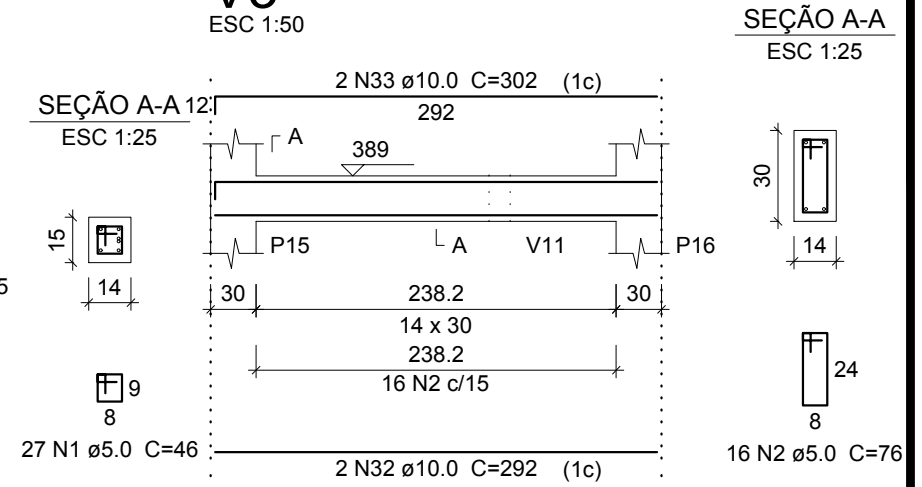 ESC 1:50
2 N33 ø10.0 C=302 (1c)
292
12
SEÇÃO A-A
ESC 1:25
15
14
9
8
27 N1 ø5.0 C=46
A
389
P15
A
V11
P16
30
238.2
30
14 x 30
238.2
16 N2 c/15
2 N32 ø10.0 C=292 (1c)
SEÇÃO A-A
ESC 1:25
30
14
24
8
16 N2 ø5.0 C=76